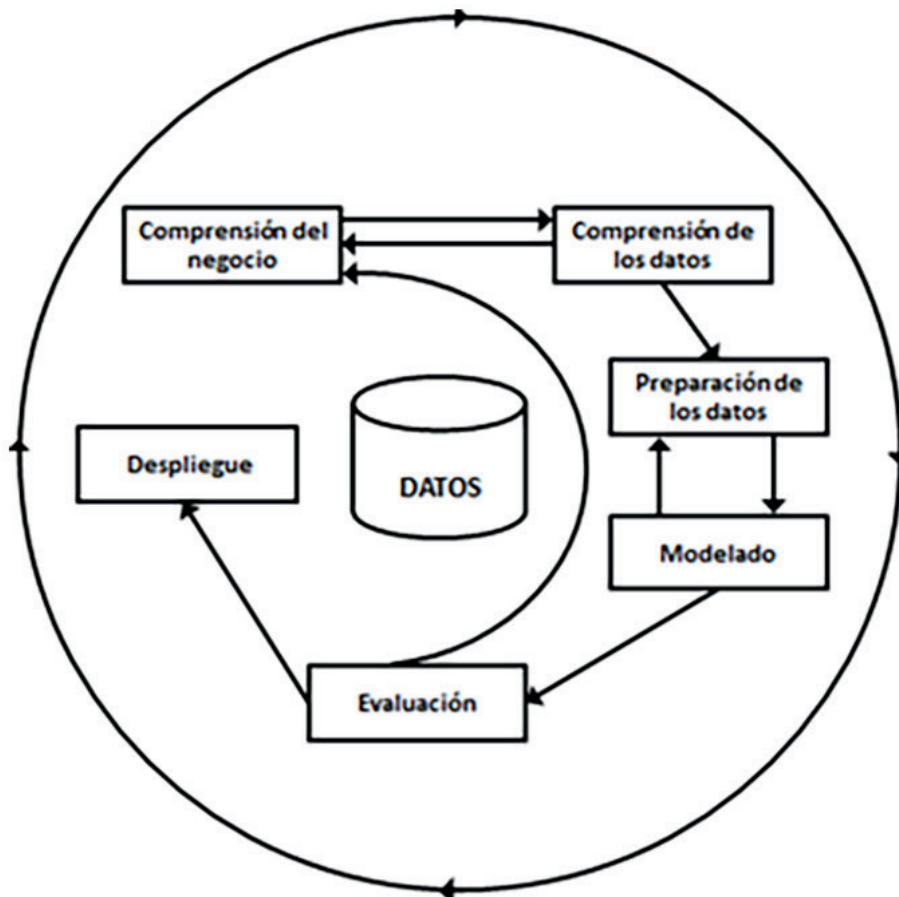 Comprensión del
negocio
Comprensión de
los datos
Preparación de
los datos
Despliegue
DATOS
Modelado
Evaluación